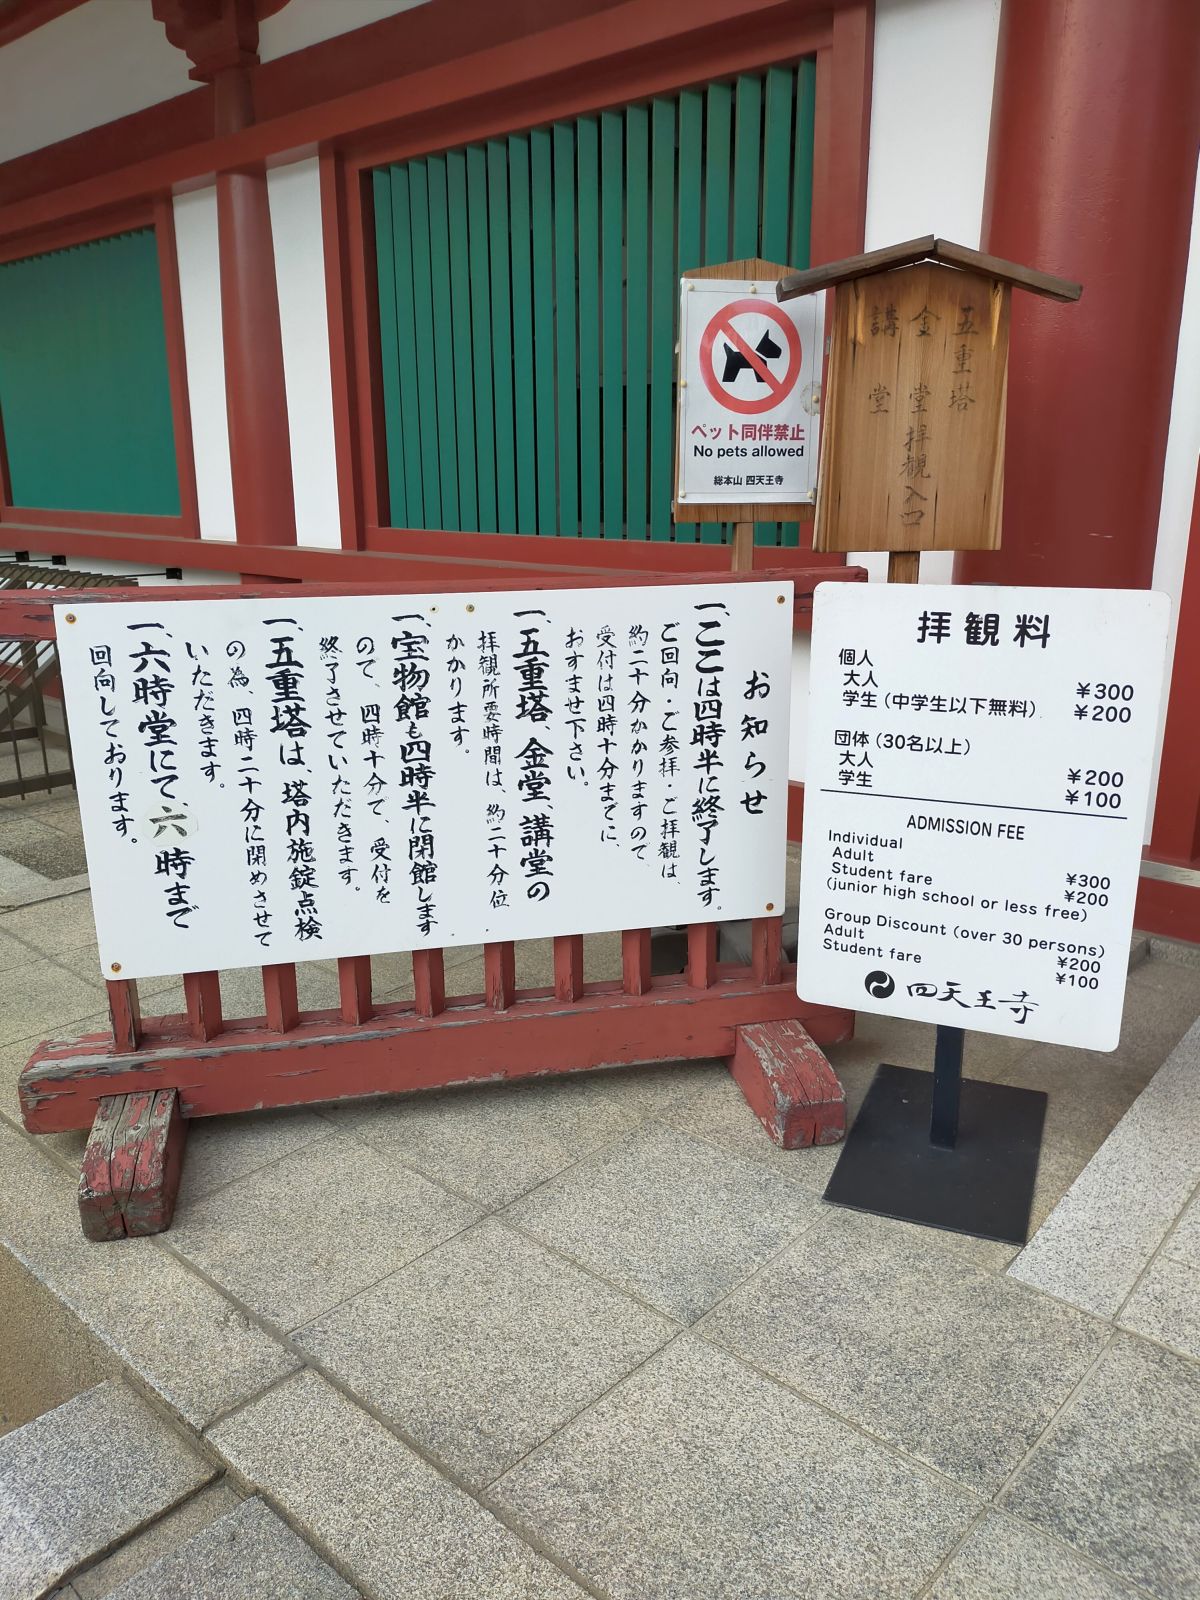 お知らせ
一、ここは四時半に終了します。
ご回向・ご参拝・ご拝観は、
約二十分かかりますので、
受付は四時十分までに、
おすませ下さい。
一、五重塔、金堂、講堂の
拝観所要時間は、約二十分位
かかります。
一、宝物館も四時半に閉館します
ので、四時十分で、受付を
終了させていただきます。
一、五重塔は、塔内施錠点検
の為、四時二十分に閉めさせて
いただきます。
一、六時堂にて、六時まで
回向しております。
ペット同伴禁止
No pets allowed
総本山 四天王寺
五重塔
金堂拝観入口
講堂
拝観料
個人
大人 ¥300
学生(中学生以下無料) ¥200
団体(30名以上)
大人 ¥200
学生 ¥100
ADMISSION FEE
Individual
Adult ¥300
Student fare ¥200
(junior high school or less free)
Group Discount (over 30 persons)
Adult ¥200
Student fare ¥100
四天王寺